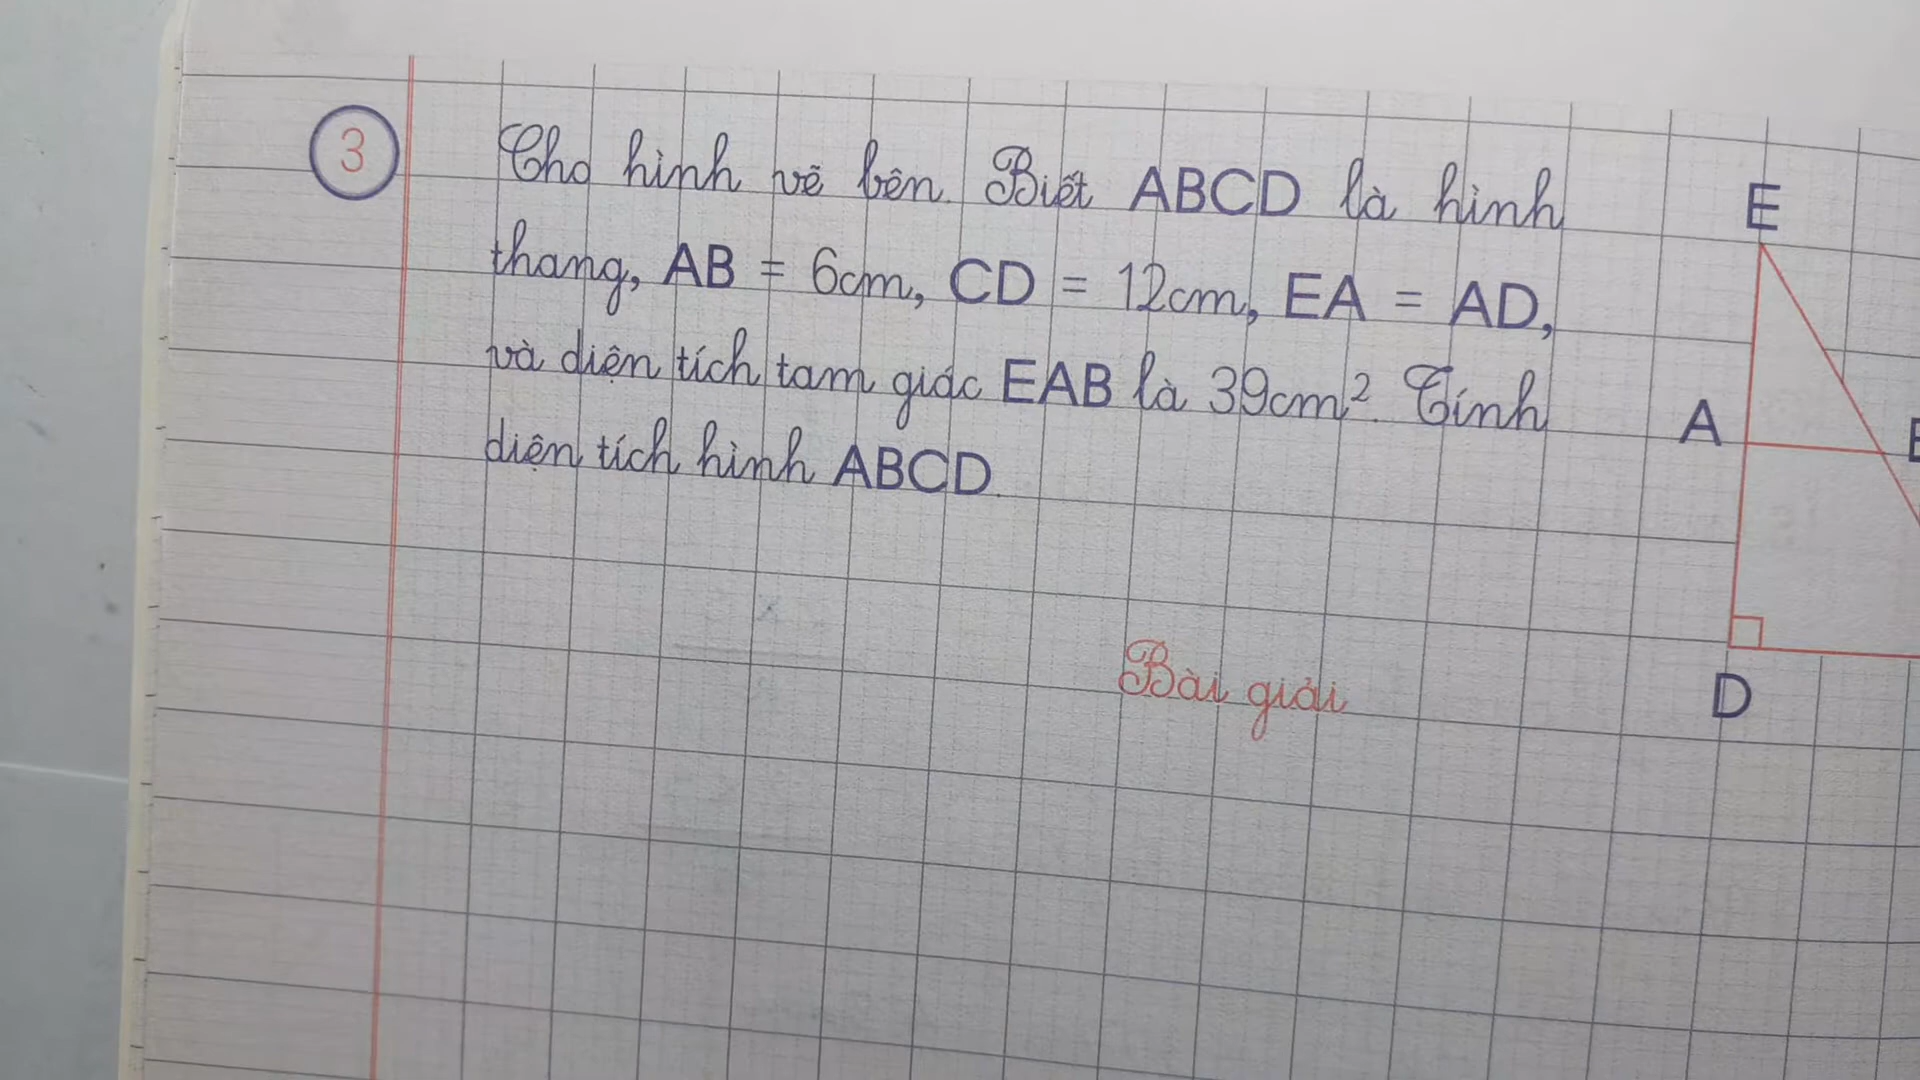 3
Cho hình vẽ bên. Biết ABCD là hình
thang, AB = 6cm, CD = 12cm, EA = AD,
và diện tích tam giác EAB là 39cm². Tính
diện tích hình ABCD.
E
A
D
Bài giải